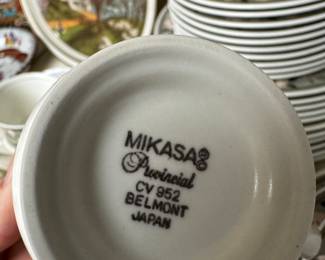 MIKASA
Provincial
CV 952
BELMONT
JAPAN